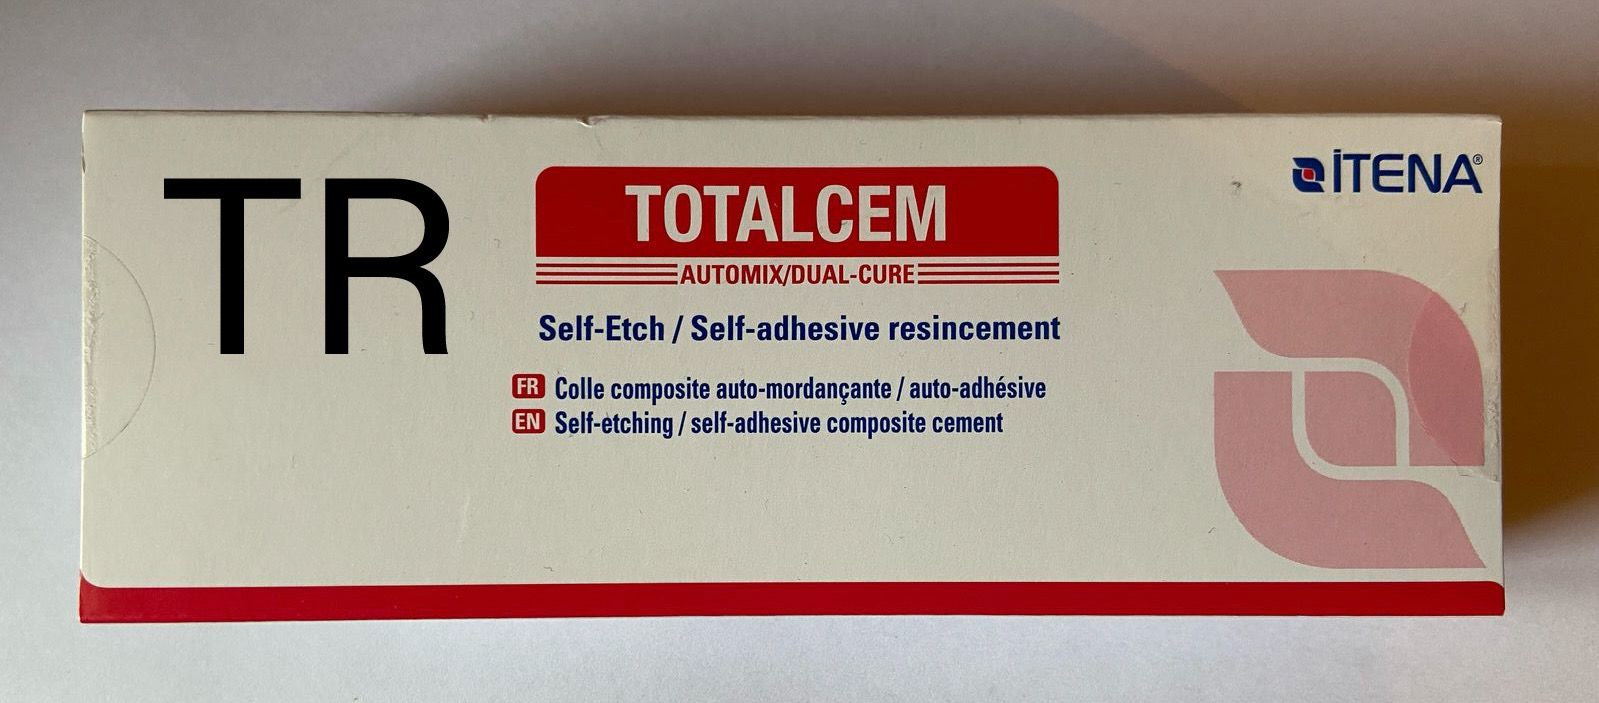 TR
TOTALCEM
AUTOMIX/DUAL-CURE
Self-Etch / Self-adhesive resincement
FR Colle composite auto-mordançante / auto-adhésive
EN Self-etching / self-adhesive composite cement
İTENA®